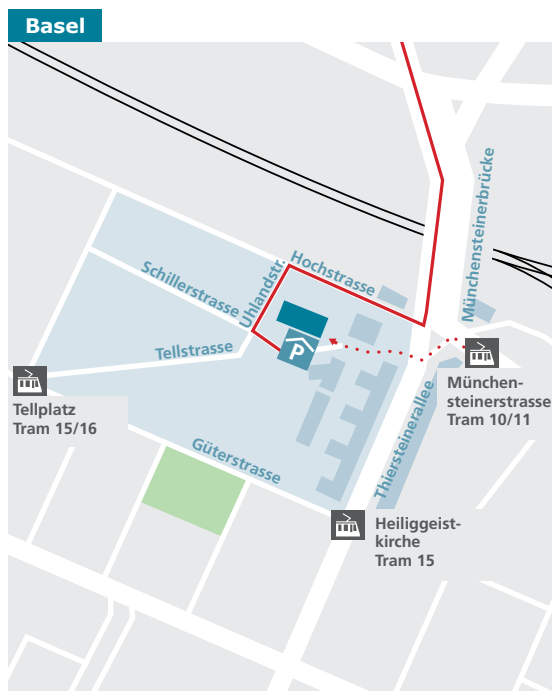 Basel
Münchensteinerbrücke
Hochstrasse
Uhlandstr.
Schillerstrasse
Tellstrasse
P
Tellplatz
Tram 15/16
München-
steinerstrasse
Tram 10/11
Thiersteinerallee
Güterstrasse
Heiliggeist-
kirche
Tram 15